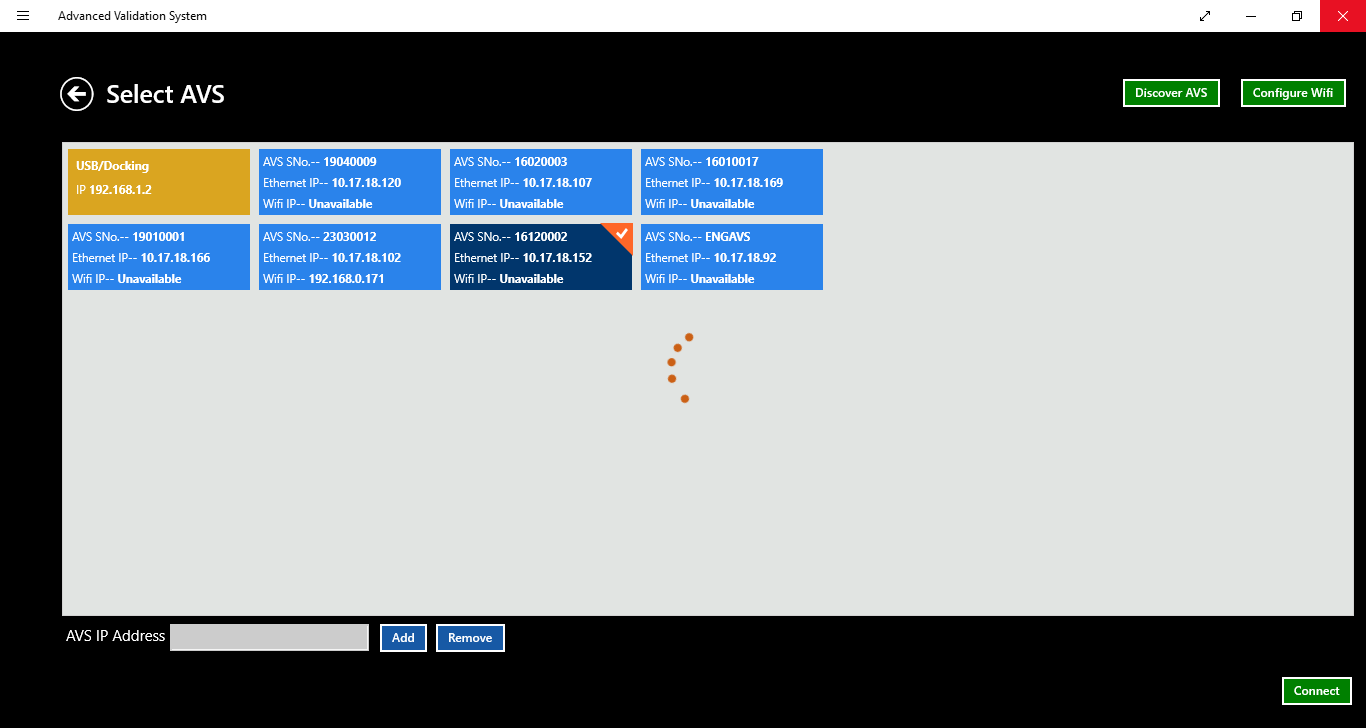 Advanced Validation System
Select AVS
Discover AVS
Configure Wifi
USB/Docking
IP 192.168.1.2
AVS SNo.-- 19040009
Ethernet IP-- 10.17.18.120
Wifi IP-- Unavailable
AVS SNo.-- 16020003
Ethernet IP-- 10.17.18.107
Wifi IP-- Unavailable
AVS SNo.-- 16010017
Ethernet IP-- 10.17.18.169
Wifi IP-- Unavailable
AVS SNo.-- 19010001
Ethernet IP-- 10.17.18.166
Wifi IP-- Unavailable
AVS SNo.-- 23030012
Ethernet IP-- 10.17.18.102
Wifi IP-- 192.168.0.171
AVS SNo.-- 16120002
Ethernet IP-- 10.17.18.152
Wifi IP-- Unavailable
AVS SNo.-- ENGAVS
Ethernet IP-- 10.17.18.92
Wifi IP-- Unavailable
AVS IP Address
Add
Remove
Connect